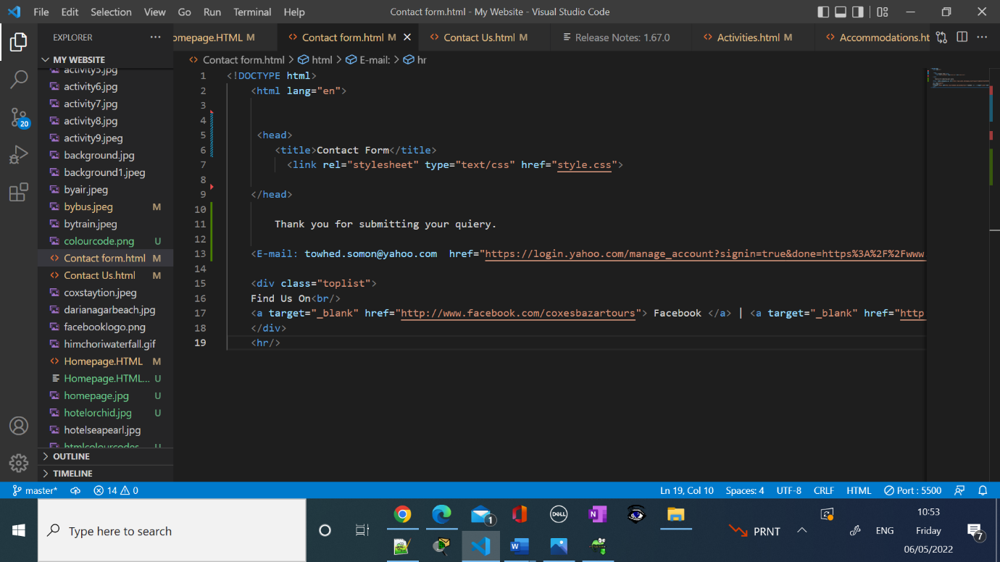 File Edit Selection View Go Run Terminal Help
Contact form.html - My Website - Visual Studio Code
EXPLORER
omepage.HTML M
Contact form.html M
Contact Us.html M
Release Notes: 1.67.0
Activities.html M
Accommodations.ht
MY WEBSITE
Contact form.html > html > E-mail: > hr
activity5.jpg
activity6.jpg
activity7.jpg
activity8.jpg
activity9.jpeg
background.jpg
background1.jpeg
byair.jpeg
bybus.jpeg M
bytrain.jpeg
colourcode.png U
Contact form.html M
Contact Us.html M
coxstaytion.jpeg
darianagarbeach.jpg
facebooklogo.png
himchoriwaterfall.gif
Homepage.HTML M
Homepage.HTML... U
homepage.jpg U
hotelorchid.jpg U
hotelseapearl.jpg
htmlcolourcodes U
OUTLINE
TIMELINE
20
1 <!DOCTYPE html>
2 <html lang="en">
3
4
5 <head>
6 <title>Contact Form</title>
7 <link rel="stylesheet" type="text/css" href="style.css">
8
9 </head>
10
11 Thank you for submitting your quiery.
12
13 <E-mail: towhed.somon@yahoo.com href="https://login.yahoo.com/manage_account?signin=true&done=https%3A%2F%2Fwww
14
15 <div class="toplist">
16 Find Us On<br/>
17 <a target="_blank" href="http://www.facebook.com/coxesbazartours"> Facebook </a> | <a target="_blank" href="http
18 </div>
19 <hr/>
master* 14 0
Ln 19, Col 10 Spaces: 4 UTF-8 CRLF HTML Port : 5500
Type here to search
1
DELL
N
W
PRNT
ENG
10:53
Friday
06/05/2022
7